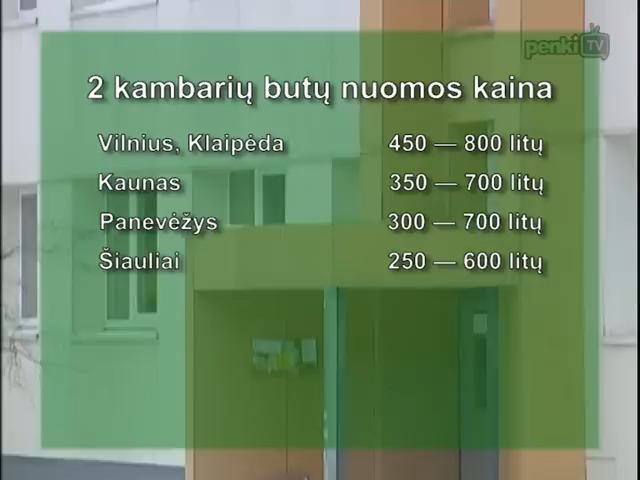 penki TV
2 kambarių butų nuomos kaina
Vilnius, Klaipėda 450 — 800 litų
Kaunas 350 — 700 litų
Panevėžys 300 — 700 litų
Šiauliai 250 — 600 litų